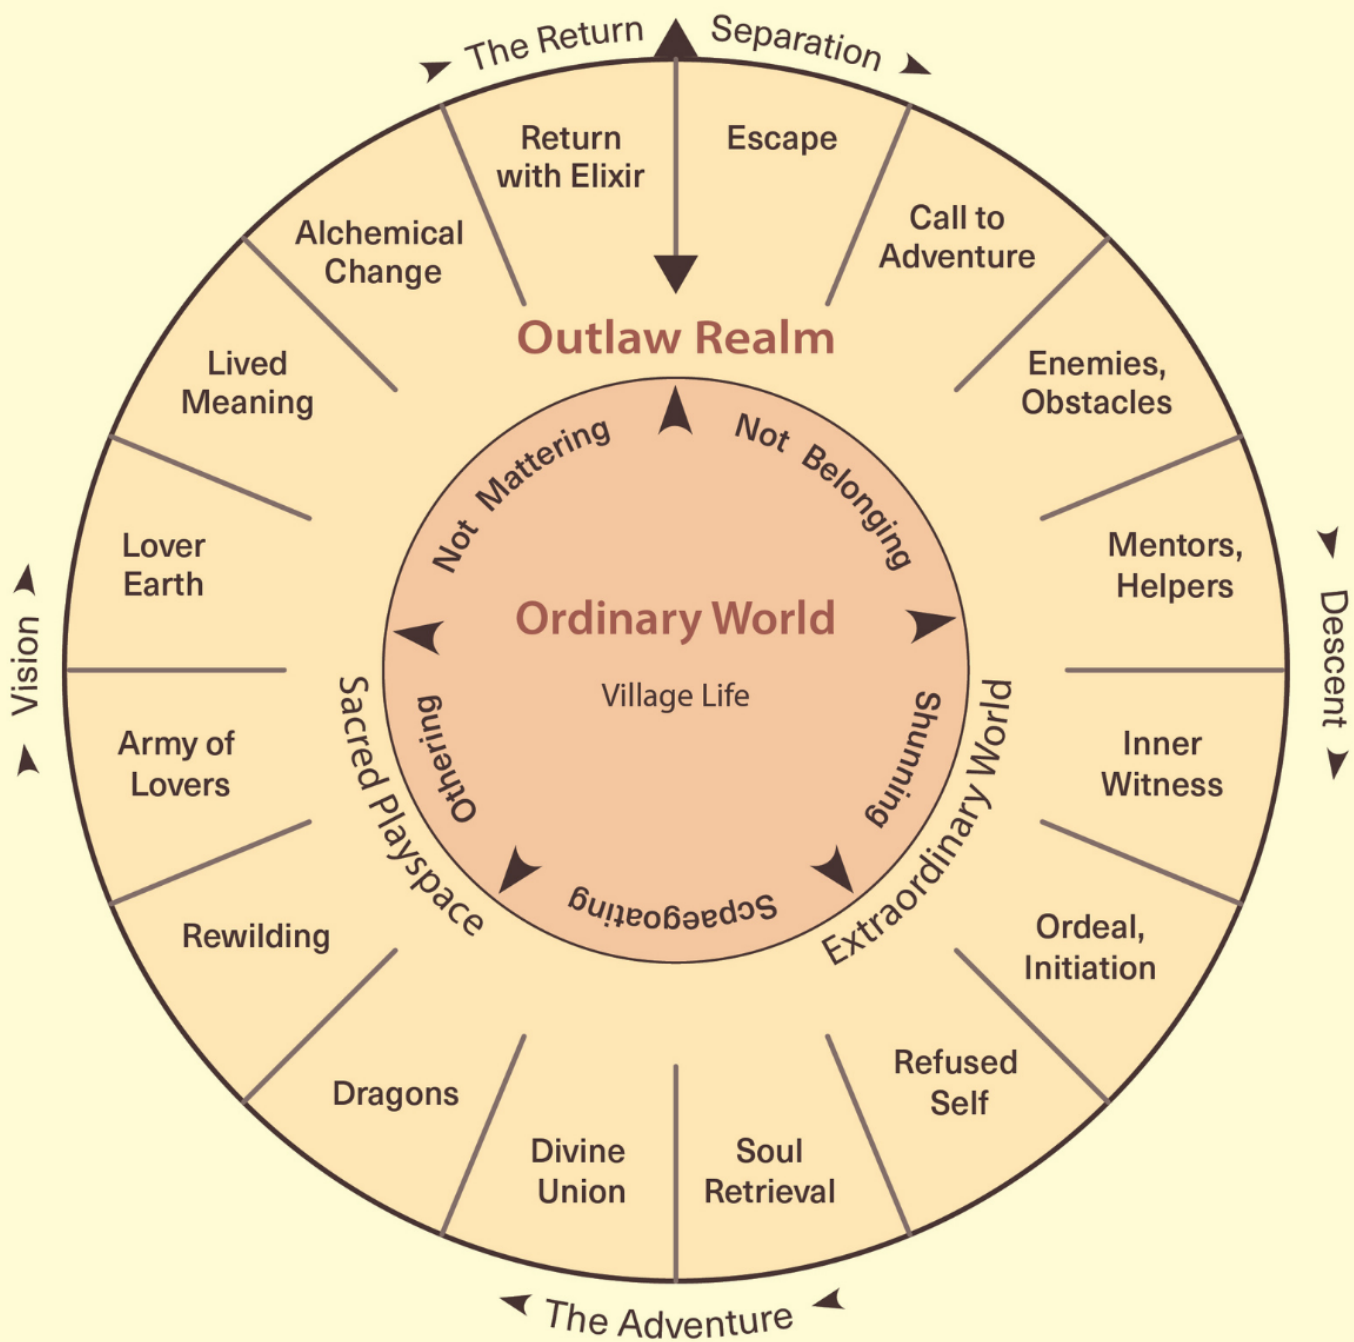 The Return
Separation
Return
with Elixir
Escape
Alchemical
Change
Call to
Adventure
Outlaw Realm
Lived
Meaning
Enemies,
Obstacles
Not Mattering
Not Belonging
Lover
Earth
Mentors,
Helpers
Vision
Descent
Ordinary World
Village Life
Othering
Shunning
Scpaegoating
Sacred Playspace
Extraordinary World
Army of
Lovers
Inner
Witness
Rewilding
Ordeal,
Initiation
Dragons
Refused
Self
Divine
Union
Soul
Retrieval
The Adventure